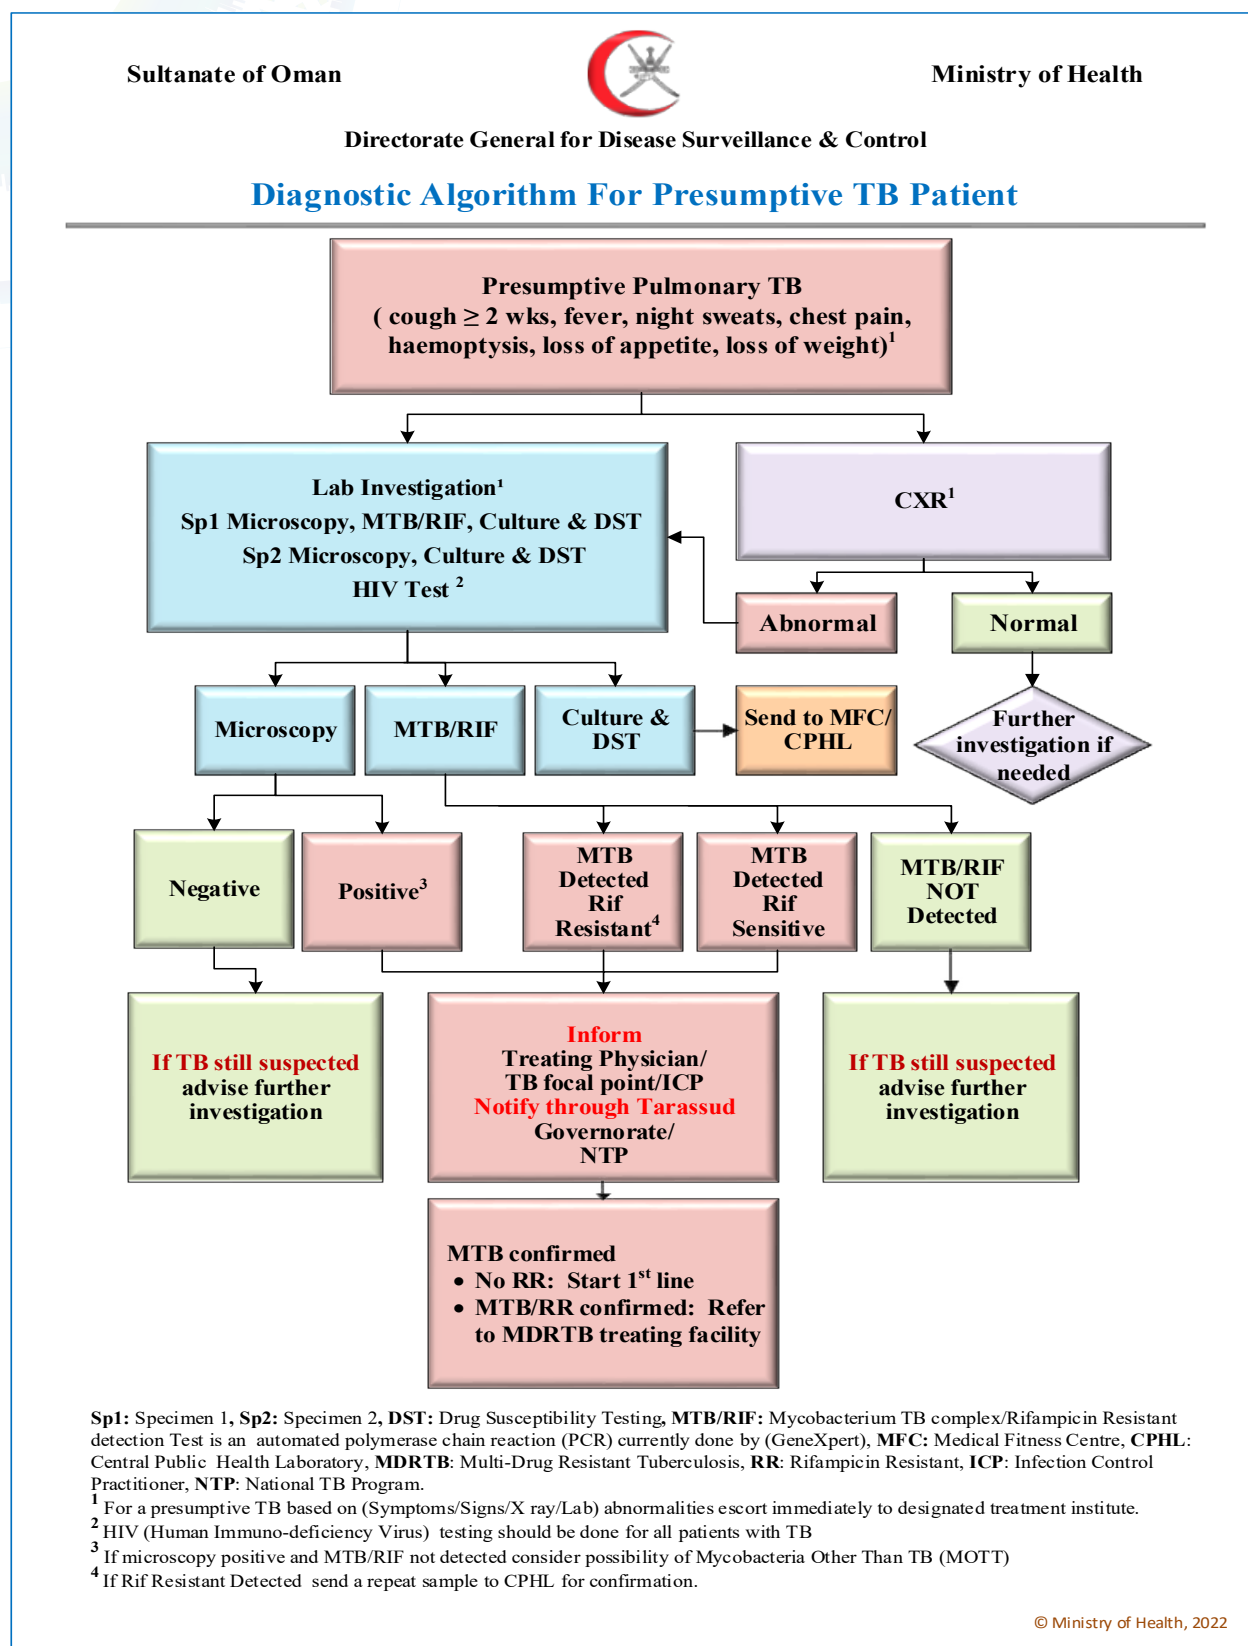 Sultanate of Oman
Ministry of Health
Directorate General for Disease Surveillance & Control
Diagnostic Algorithm For Presumptive TB Patient
Presumptive Pulmonary TB
( cough ≥ 2 wks, fever, night sweats, chest pain,
haemoptysis, loss of appetite, loss of weight)¹
Lab Investigation¹
Sp1 Microscopy, MTB/RIF, Culture & DST
Sp2 Microscopy, Culture & DST
HIV Test ²
CXR¹
Abnormal
Normal
Microscopy
MTB/RIF
Culture &
DST
Send to MFC/
CPHL
Further
investigation if
needed
Negative
Positive³
MTB
Detected
Rif
Resistant⁴
MTB
Detected
Rif
Sensitive
MTB/RIF
NOT
Detected
If TB still suspected
advise further
investigation
Inform
Treating Physician/
TB focal point/ICP
Notify through Tarassud
Governorate/
NTP
If TB still suspected
advise further
investigation
MTB confirmed
• No RR: Start 1st line
• MTB/RR confirmed: Refer
to MDRTB treating facility
Sp1: Specimen 1, Sp2: Specimen 2, DST: Drug Susceptibility Testing, MTB/RIF: Mycobacterium TB complex/Rifampicin Resistant
detection Test is an automated polymerase chain reaction (PCR) currently done by (GeneXpert), MFC: Medical Fitness Centre, CPHL:
Central Public Health Laboratory, MDRTB: Multi-Drug Resistant Tuberculosis, RR: Rifampicin Resistant, ICP: Infection Control
Practitioner, NTP: National TB Program.
¹ For a presumptive TB based on (Symptoms/Signs/X ray/Lab) abnormalities escort immediately to designated treatment institute.
² HIV (Human Immuno-deficiency Virus) testing should be done for all patients with TB
³ If microscopy positive and MTB/RIF not detected consider possibility of Mycobacteria Other Than TB (MOTT)
⁴ If Rif Resistant Detected send a repeat sample to CPHL for confirmation.
© Ministry of Health, 2022